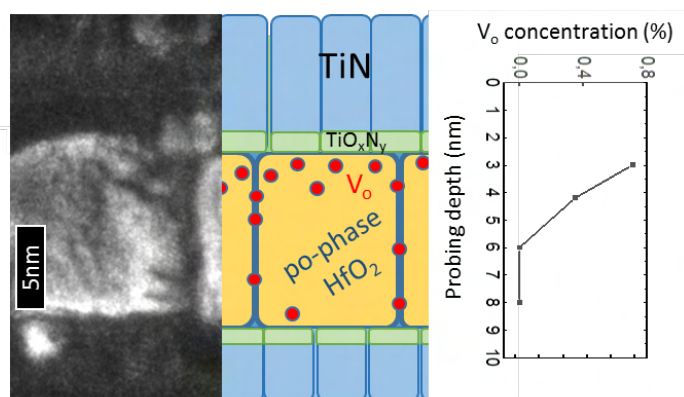 5nm
TiN
TiOxNy
Vo
po-phase
HfO2
Vo concentration (%)
0,0 0,4 0,8
Probing depth (nm)
0
1
2
3
4
5
6
7
8
9
10